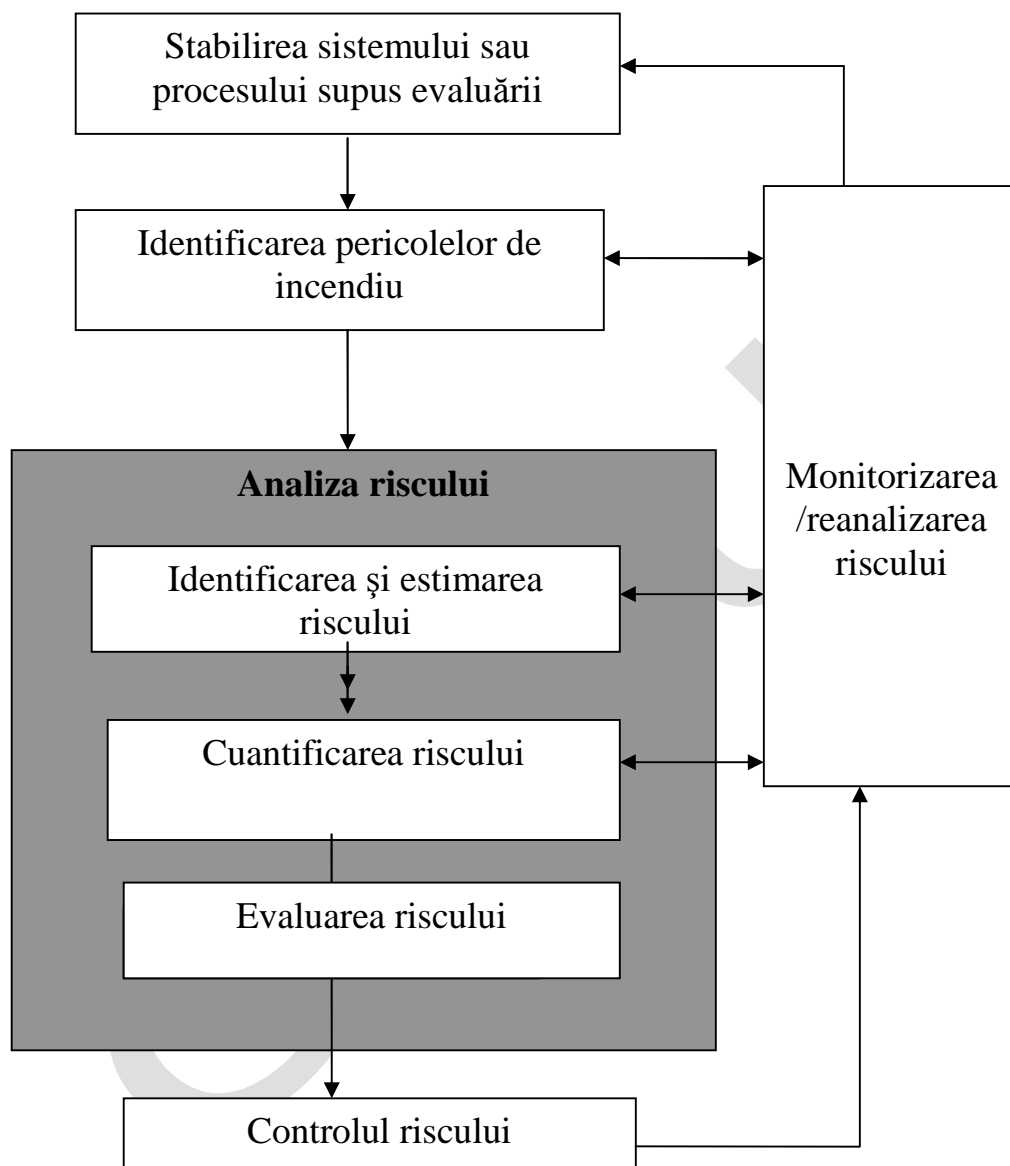 Stabilirea sistemului sau
procesului supus evaluării
Identificarea pericolelor de
incendiu
Analiza riscului
Identificarea şi estimarea
riscului
Cuantificarea riscului
Evaluarea riscului
Controlul riscului
Monitorizarea
/reanalizarea
riscului